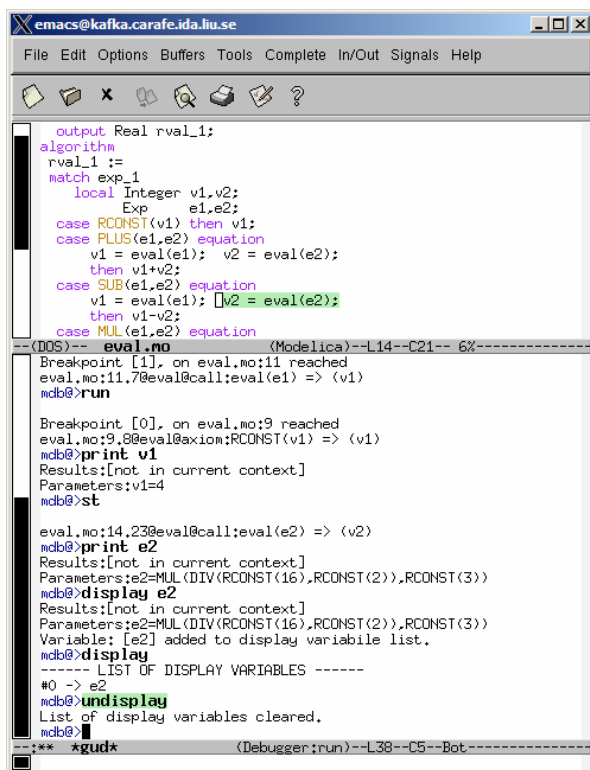 emacs@kafka.carafe.ida.liu.se
File Edit Options Buffers Tools Complete In/Out Signals Help
output Real rval_1;
algorithm
rval_1 :=
match exp_1
local Integer v1,v2;
Exp e1,e2;
case RCONST(v1) then v1;
case PLUS(e1,e2) equation
v1 = eval(e1); v2 = eval(e2);
then v1+v2;
case SUB(e1,e2) equation
v1 = eval(e1); v2 = eval(e2);
then v1-v2;
case MUL(e1,e2) equation
--(DOS)-- eval.mo (Modelica)--L14--C21-- 6%--------------
Breakpoint [1], on eval.mo:11 reached
eval.mo:11.7@eval@call:eval(e1) => (v1)
mdb@>run
Breakpoint [0], on eval.mo:9 reached
eval.mo:9.8@eval@axiom:RCONST(v1) => (v1)
mdb@>print v1
Results:[not in current context]
Parameters:v1=4
mdb@>st
eval.mo:14.23@eval@call:eval(e2) => (v2)
mdb@>print e2
Results:[not in current context]
Parameters:e2=MUL(DIV(RCONST(16),RCONST(2)),RCONST(3))
mdb@>display e2
Results:[not in current context]
Parameters:e2=MUL(DIV(RCONST(16),RCONST(2)),RCONST(3))
Variable: [e2] added to display variabile list.
mdb@>display
------ LIST OF DISPLAY VARIABLES ------
#0 -> e2
mdb@>undisplay
List of display variables cleared.
mdb@>
--:** *gud* (Debugger:run)--L38--C5--Bot----------------